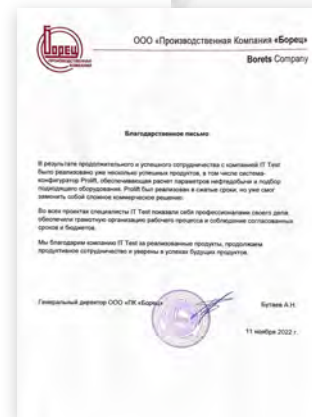 Борец
ПРОИЗВОДСТВЕННАЯ
КОМПАНИЯ
ООО «Производственная Компания «Борец»
Borets Company
Благодарственное письмо
В результате продолжительного и успешного сотрудничества с компанией IT Test
было реализовано уже несколько успешных продуктов, в том числе система-
конфигуратор Prolift, обеспечивающая расчет параметров нефтедобычи и подбор
подходящего оборудования. Prolift был реализован в сжатые сроки, но уже смог
заменить собой сложное коммерческое решение.
Во всех проектах специалисты IT Test показали себя профессионалами своего дела,
обеспечили грамотную организацию рабочего процесса и соблюдение согласованных
сроков и бюджетов.
Мы благодарим компанию IT Test за реализованные продукты, продолжаем
продуктивное сотрудничество и уверены в успехах будущих продуктов.
Генеральный директор ООО «ПК «Борец»
Бутаев А.Н.
11 ноября 2022 г.